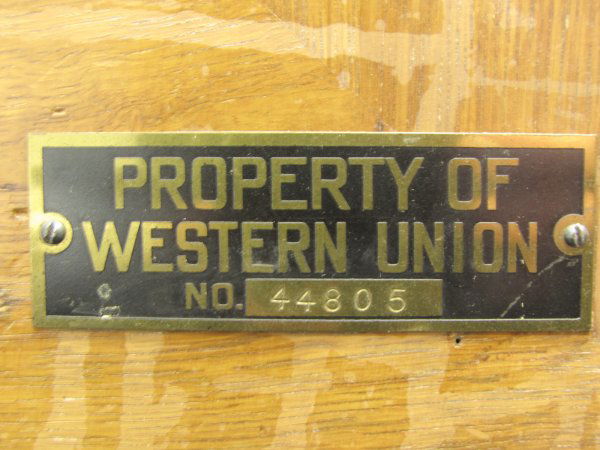 PROPERTY OF
WESTERN UNION
NO. 44805